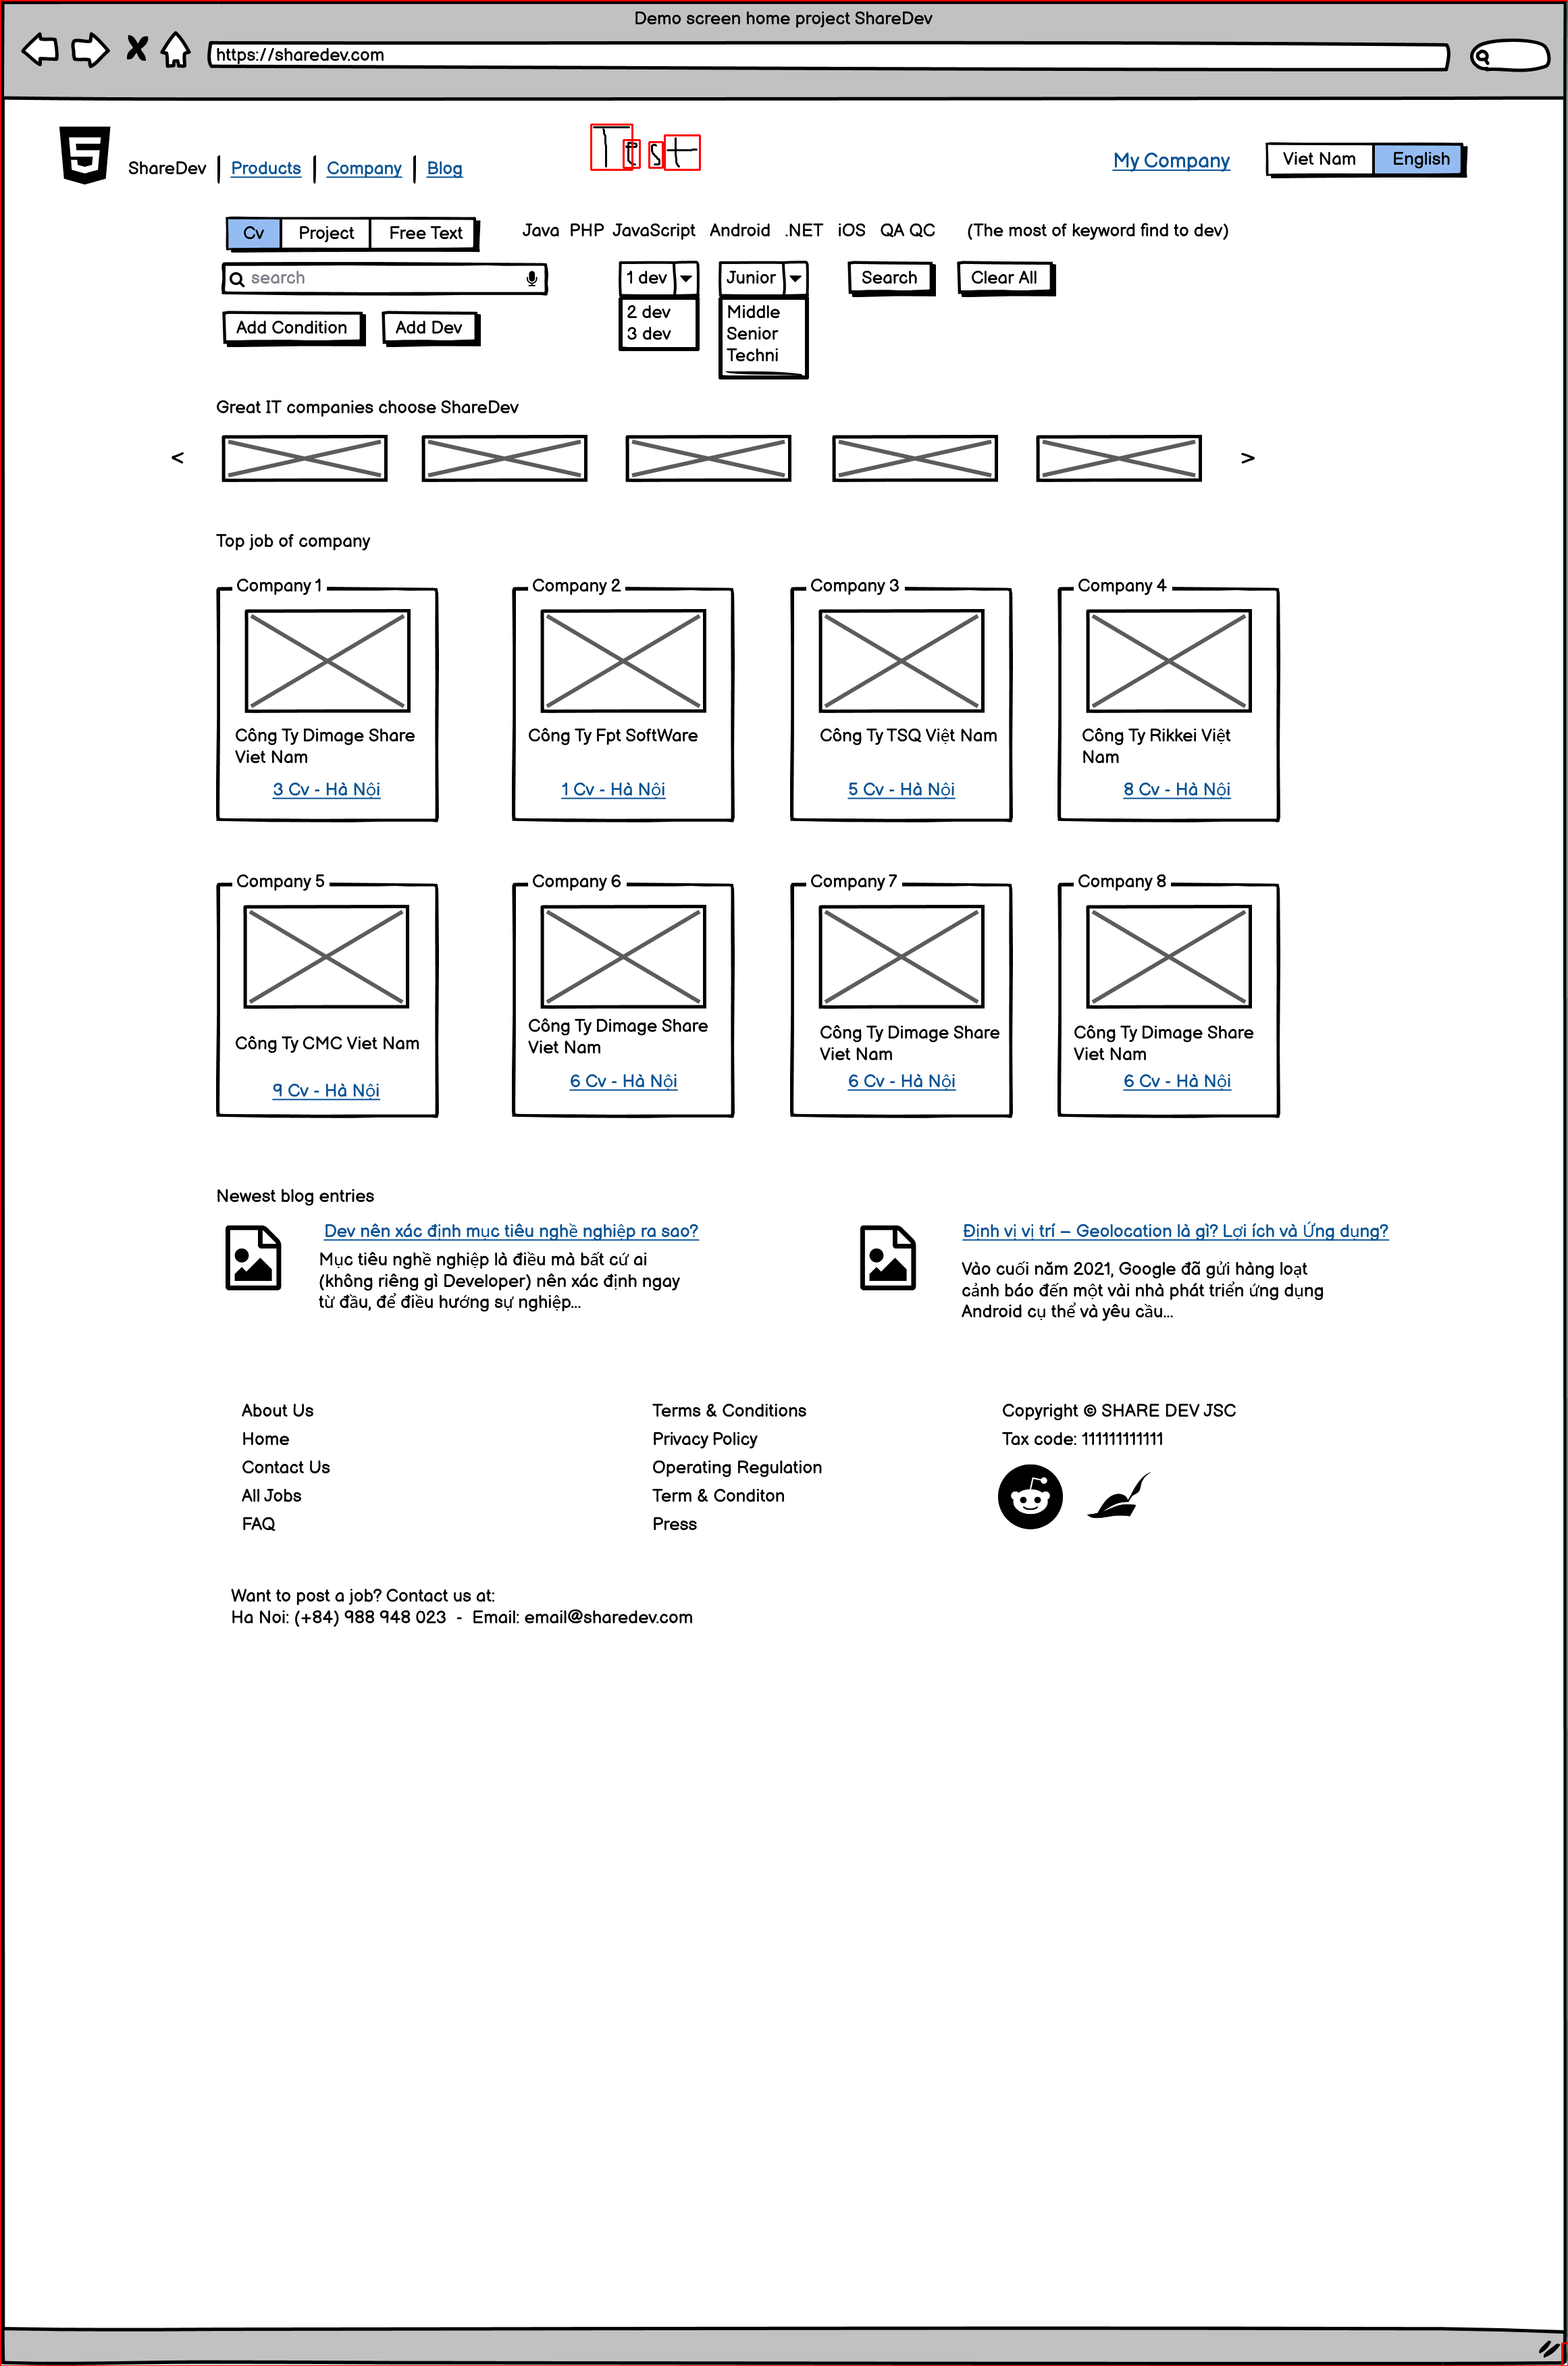 Demo screen home project ShareDev
https://sharedev.com
Test
ShareDev Products Company Blog
My Company
Viet Nam English
Cv Project Free Text
Java PHP JavaScript Android .NET iOS QA QC (The most of keyword find to dev)
search
1 dev
2 dev
3 dev
Junior
Middle
Senior
Techni
Search
Clear All
Add Condition
Add Dev
Great IT companies choose ShareDev
< >
Top job of company
Company 1
Công Ty Dimage Share
Viet Nam
3 Cv - Hà Nội
Company 2
Công Ty Fpt SoftWare
1 Cv - Hà Nội
Company 3
Công Ty TSQ Việt Nam
5 Cv - Hà Nội
Company 4
Công Ty Rikkei Việt
Nam
8 Cv - Hà Nội
Company 5
Công Ty CMC Viet Nam
9 Cv - Hà Nội
Company 6
Công Ty Dimage Share
Viet Nam
6 Cv - Hà Nội
Company 7
Công Ty Dimage Share
Viet Nam
6 Cv - Hà Nội
Company 8
Công Ty Dimage Share
Viet Nam
6 Cv - Hà Nội
Newest blog entries
Dev nên xác định mục tiêu nghề nghiệp ra sao?
Mục tiêu nghề nghiệp là điều mà bất cứ ai
(không riêng gì Developer) nên xác định ngay
từ đầu, để điều hướng sự nghiệp...
Định vị vị trí – Geolocation là gì? Lợi ích và Ứng dụng?
Vào cuối năm 2021, Google đã gửi hàng loạt
cảnh báo đến một vài nhà phát triển ứng dụng
Android cụ thể và yêu cầu...
About Us
Home
Contact Us
All Jobs
FAQ
Terms & Conditions
Privacy Policy
Operating Regulation
Term & Conditon
Press
Copyright © SHARE DEV JSC
Tax code: 111111111111
Want to post a job? Contact us at:
Ha Noi: (+84) 988 948 023 - Email: email@sharedev.com